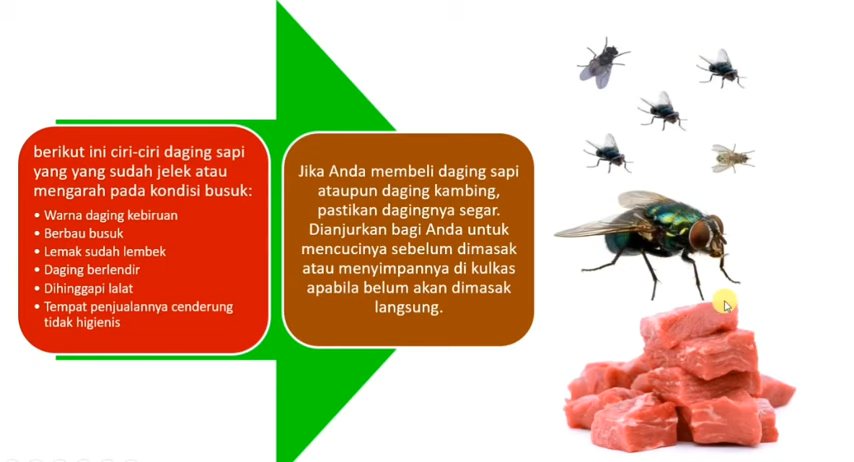 berikut ini ciri-ciri daging sapi
yang yang sudah jelek atau
mengarah pada kondisi busuk:
• Warna daging kebiruan
• Berbau busuk
• Lemak sudah lembek
• Daging berlendir
• Dihinggapi lalat
• Tempat penjualannya cenderung
tidak higienis
Jika Anda membeli daging sapi
ataupun daging kambing,
pastikan dagingnya segar.
Dianjurkan bagi Anda untuk
mencucinya sebelum dimasak
atau menyimpannya di kulkas
apabila belum akan dimasak
langsung.